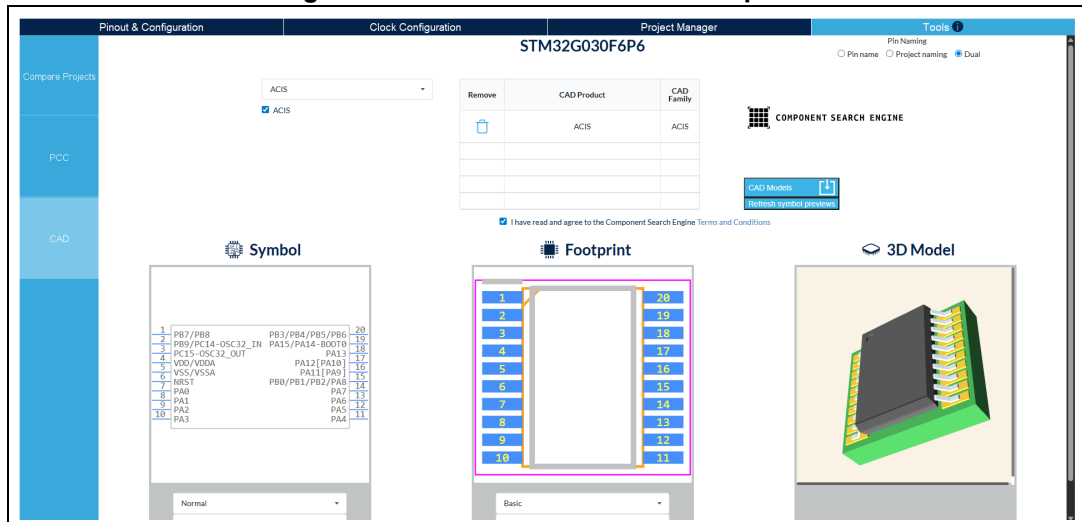 Pinout & Configuration
Clock Configuration
Project Manager
Tools i
STM32G030F6P6
Pin Naming
Pin name Project naming Dual
Compare Projects
PCC
CAD
ACIS
ACIS
Remove CAD Product CAD Family
ACIS ACIS
COMPONENT SEARCH ENGINE
CAD Models
Refresh symbol previews
I have read and agree to the Component Search Engine Terms and Conditions
Symbol
Footprint
3D Model
1 PB7/PB8 PB3/PB4/PB5/PB6 20
2 PB9/PC14-OSC32_IN PA15/PA14-BOOT0 19
3 PC15-OSC32_OUT PA13 18
4 VDD/VDDA PA12[PA10] 17
5 VSS/VSSA PA11[PA9] 16
6 NRST PB0/PB1/PB2/PA8 15
7 PA0 PA7 14
8 PA1 PA6 13
9 PA2 PA5 12
10 PA3 PA4 11
1 20
2 19
3 18
4 17
5 16
6 15
7 14
8 13
9 12
10 11
Normal
Basic